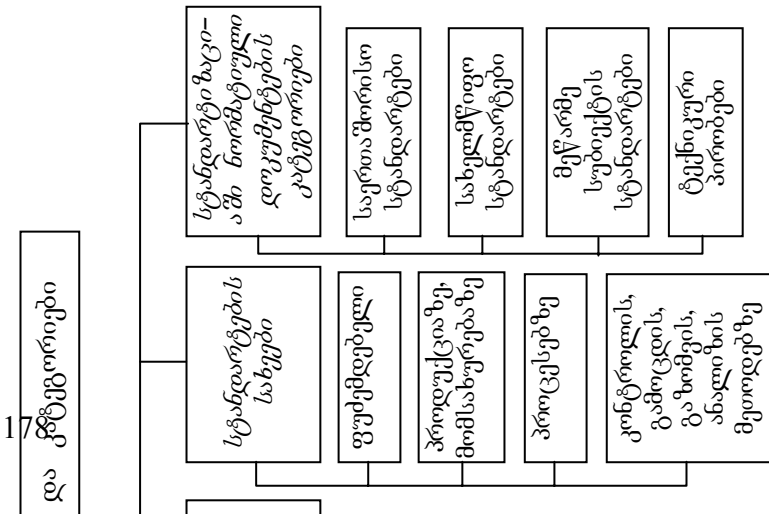 და კატეგორიები
178
სტანდარტიზაცი-
აში ნორმატიული
დოკუმენტების
კატეგორიები
საერთაშორისო
სტანდარტები
სახელმწიფო
სტანდარტები
მეწარმე
სუბიექტის
სტანდარტები
ტექნიკური
პირობები
სტანდარტების
სახეები
ფუძემდებელი
პროდუქციაზე,
მომსახურებაზე
პროცესებზე
კონტროლის,
გამოცდის,
გაზომვის,
ანალიზის
მეთოდებზე